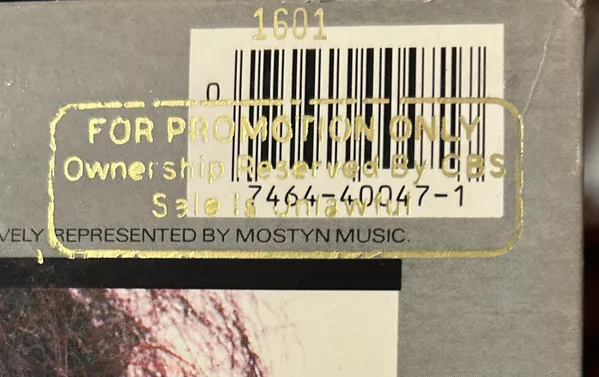 1601
0
FOR PROMOTION ONLY
Ownership Reserved By CBS
7464-40047-1
Sale is Unlawful
VELY REPRESENTED BY MOSTYN MUSIC.